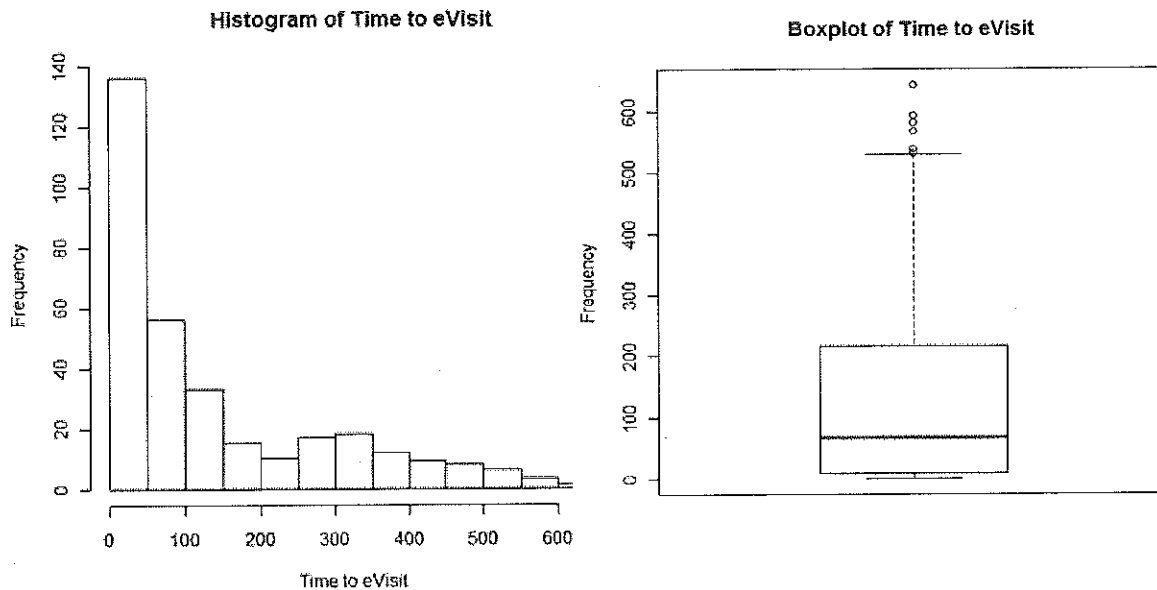 Histogram of Time to eVisit
140
120
100
80
60
40
20
0
Frequency
0 100 200 300 400 500 600
Time to eVisit
Boxplot of Time to eVisit
600
500
400
300
200
100
0
Frequency